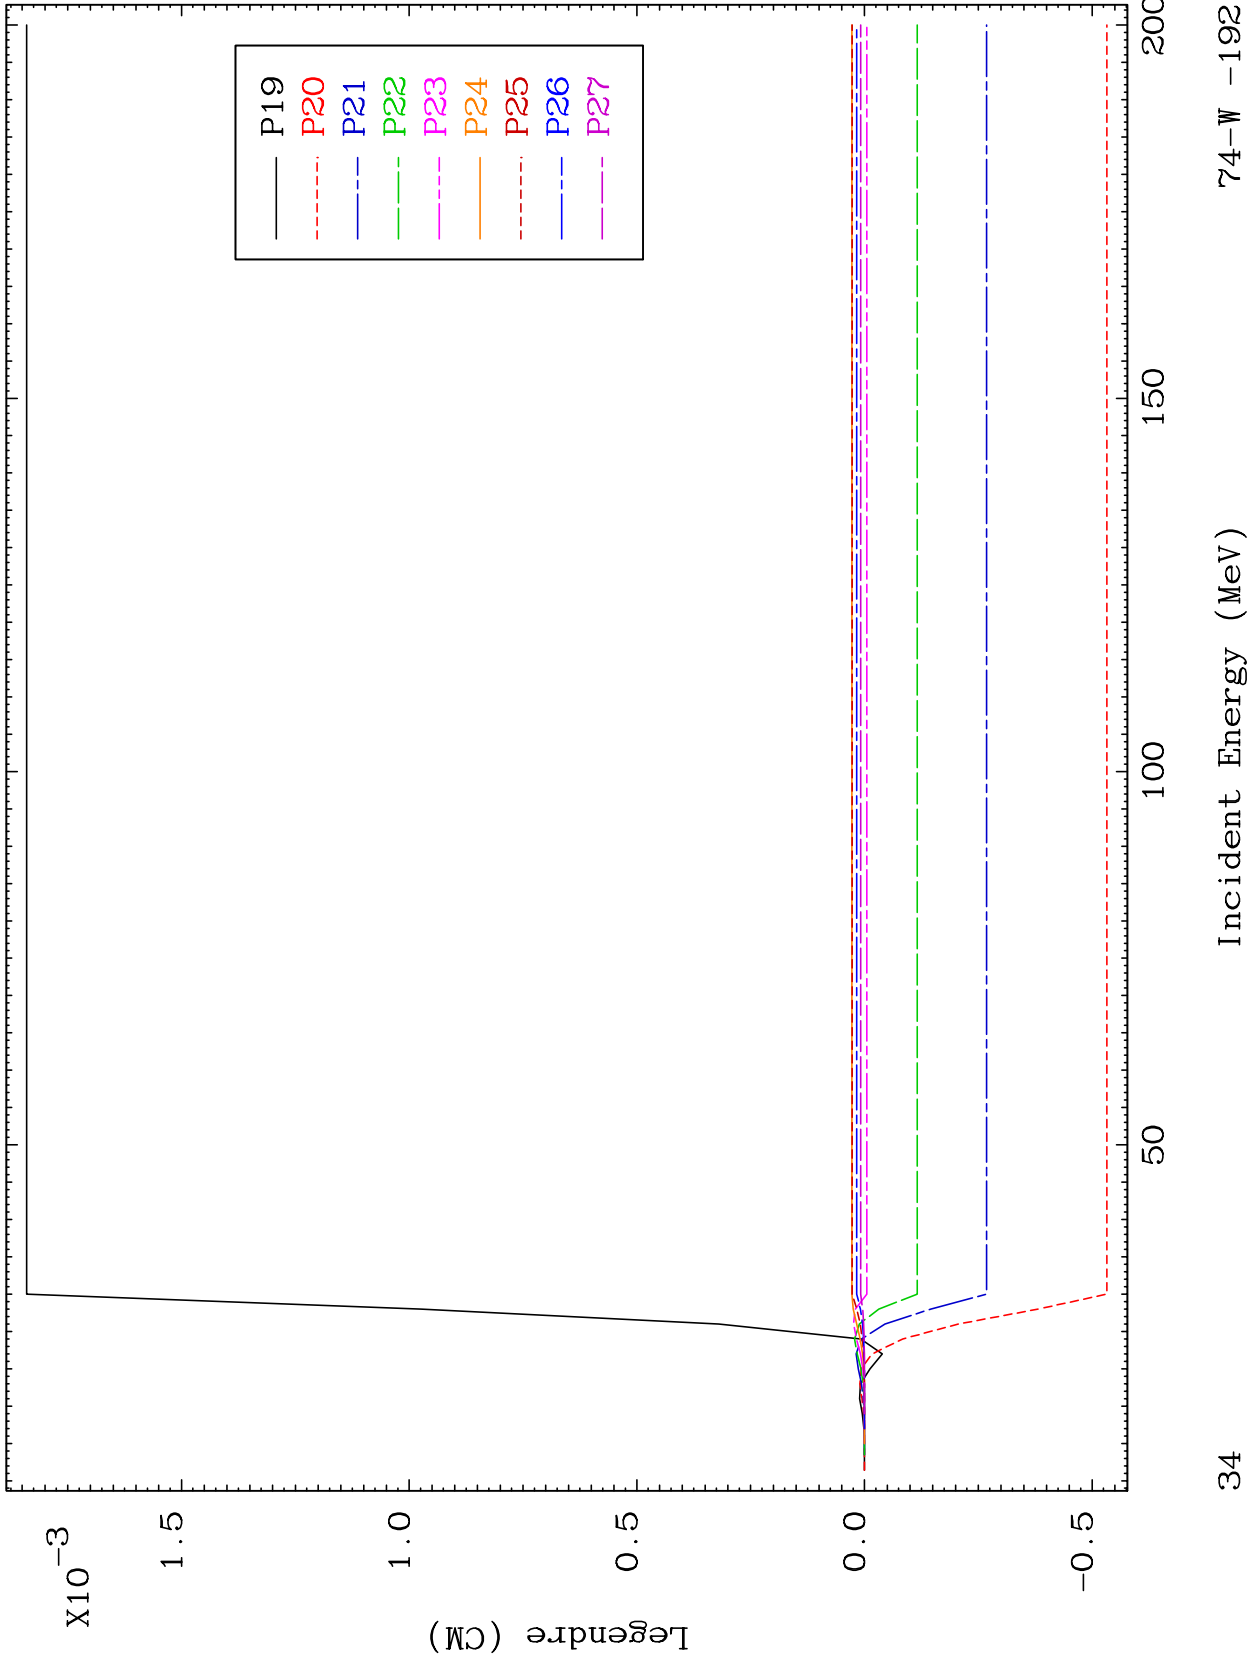 X10-3
1.5
1.0
0.5
0.0
-0.5
Legendre (CM)
P19
P20
P21
P22
P23
P24
P25
P26
P27
50
100
150
200
Incident Energy (MeV)
34
74-W -192